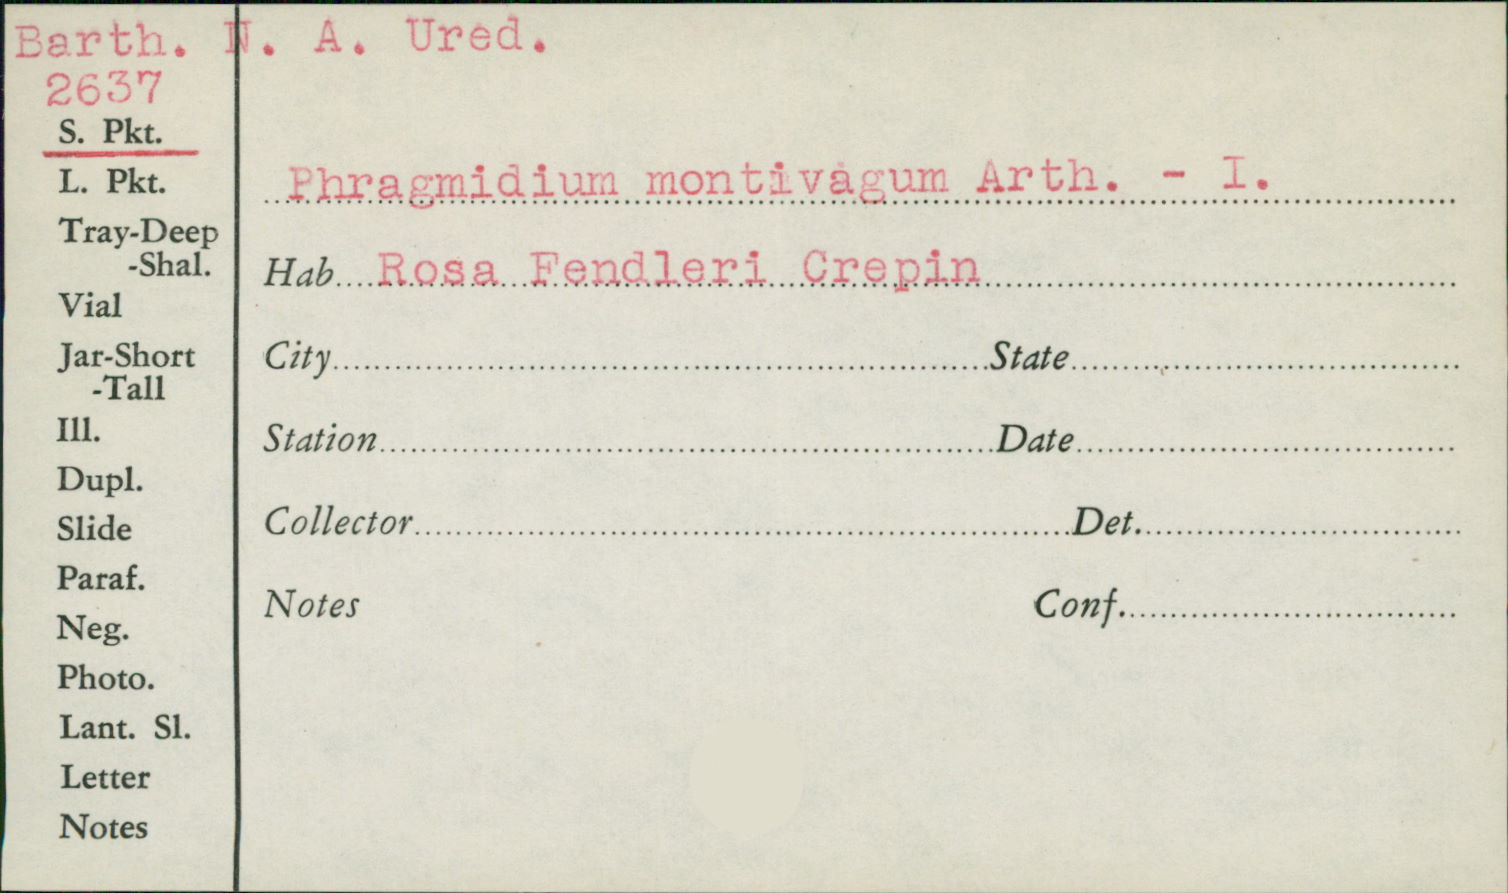 Barth. N. A. Ured.
2637
S. Pkt.
L. Pkt.
Tray-Deep
-Shal.
Vial
Jar-Short
-Tall
Ill.
Dupl.
Slide
Paraf.
Neg.
Photo.
Lant. Sl.
Letter
Notes
Phragmidium montivagum Arth. - I.
Hab Rosa Fendleri Crepin
City State
Station Date
Collector Det.
Notes Conf.